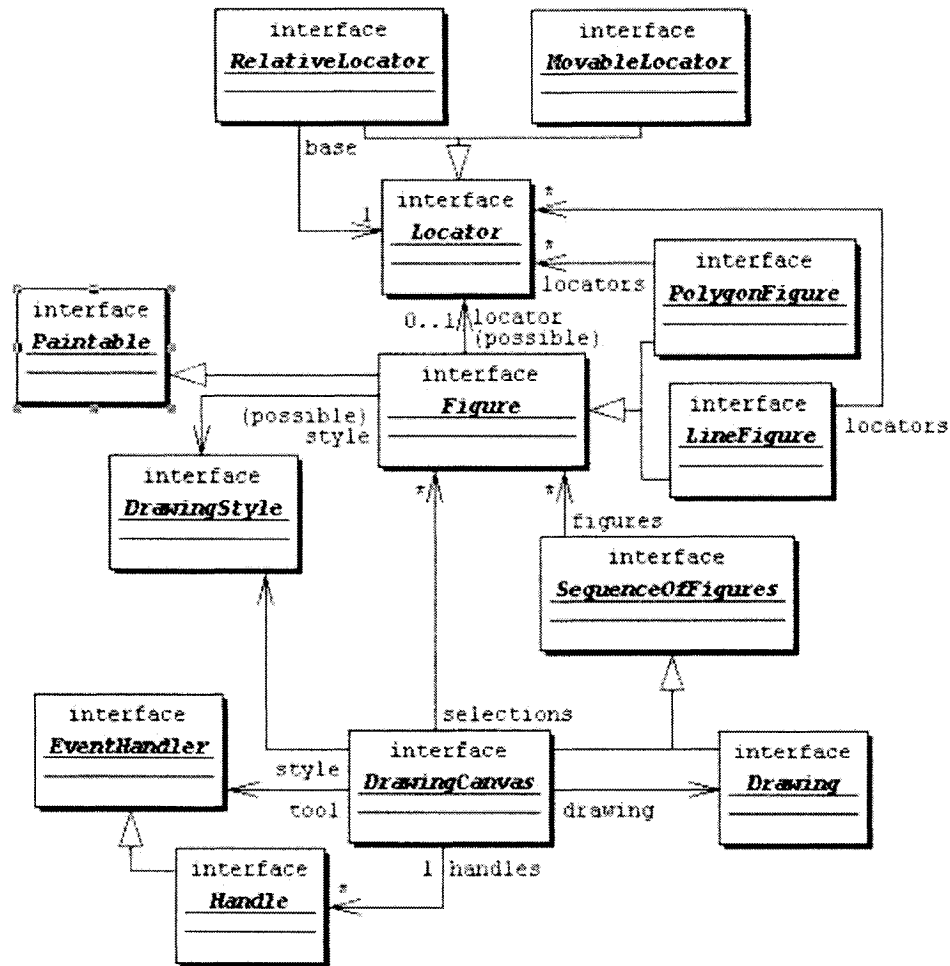 interface
RelativeLocator
interface
MovableLocator
base
1
interface
Locator
*
*
locators
interface
PolygonFigure
interface
Paintable
0..1
locator
(possible)
interface
Figure
(possible)
style
interface
LineFigure
locators
interface
DrawingStyle
*
*
figures
interface
SequenceOfFigures
selections
interface
EventHandler
style
tool
interface
DrawingCanvas
drawing
interface
Drawing
1 handles
*
interface
Handle